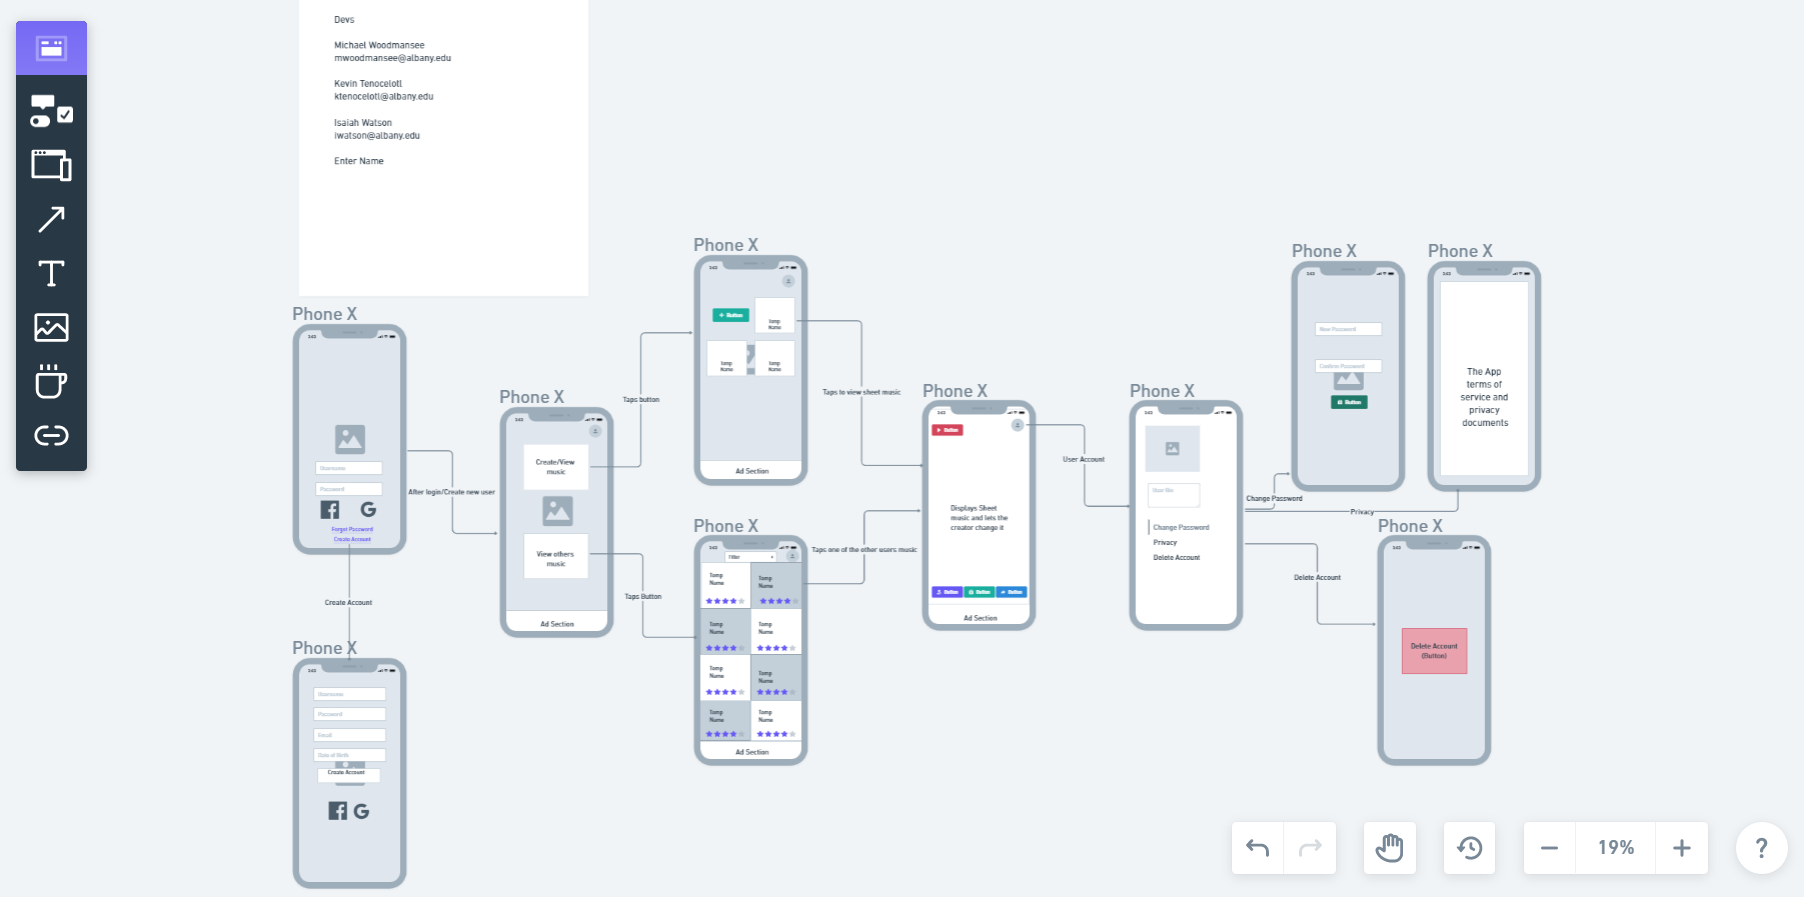 Devs
Michael Woodmansee
mwoodmansee@albany.edu
Kevin Tenocelotl
ktenocelotl@albany.edu
Isaiah Watson
iwatson@albany.edu
Enter Name
Phone X
Username
Password
Forgot Password
Create Account
Create Account
Phone X
Username
Password
Email
Date of Birth
Create Account
After login/Create new user
Phone X
Create/View
music
View others
music
Ad Section
Taps button
Taps Button
Phone X
Button
Temp
Name
Temp
Name
Temp
Name
Ad Section
Phone X
Filter
Temp
Name
Temp
Name
Temp
Name
Temp
Name
Temp
Name
Temp
Name
Temp
Name
Temp
Name
Ad Section
Taps to view sheet music
Taps one of the other users music
Phone X
Button
Displays Sheet
music and lets the
creator change it
Button
Button
Button
Ad Section
User Account
Phone X
Change Password
Privacy
Delete Account
Change Password
Privacy
Delete Account
Phone X
New Password
Confirm Password
Button
Phone X
The App
terms of
service and
privacy
documents
Phone X
Delete Account
(Button)
19%
?